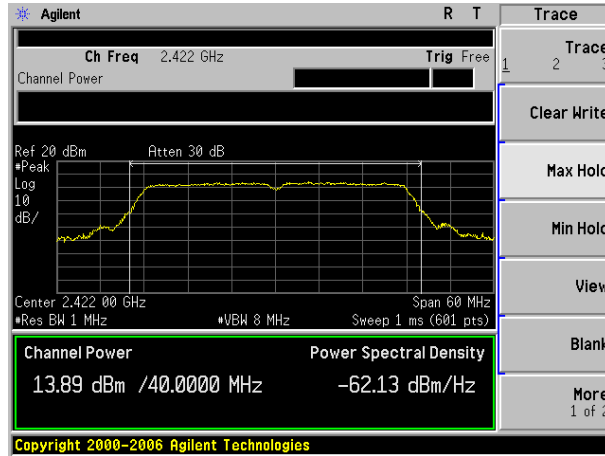 Agilent R T Trace
Ch Freq 2.422 GHz Trig Free
Channel Power
Trace
1 2 3
Clear Write
Max Hold
Min Hold
View
Blank
More
1 of 2
Ref 20 dBm Atten 30 dB
#Peak
Log
10
dB/
Center 2.422 00 GHz Span 60 MHz
#Res BW 1 MHz #VBW 8 MHz Sweep 1 ms (601 pts)
Channel Power Power Spectral Density
13.89 dBm /40.0000 MHz -62.13 dBm/Hz
Copyright 2000-2006 Agilent Technologies